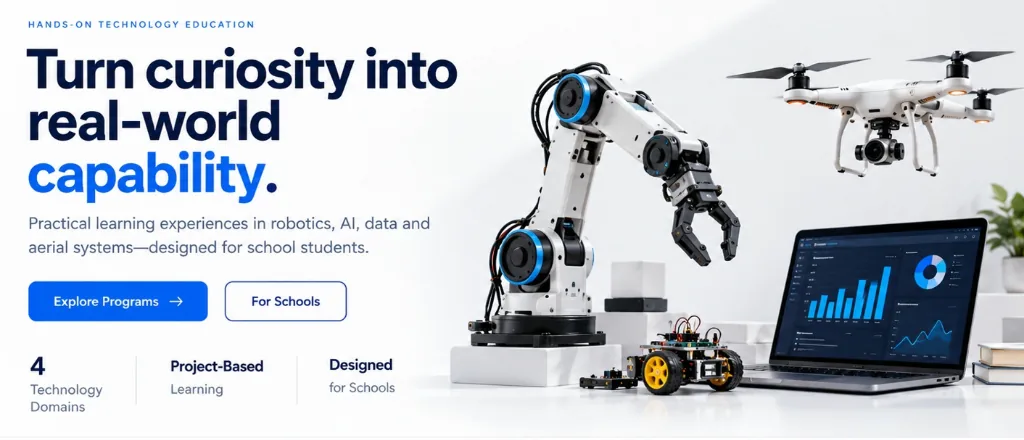 HANDS-ON TECHNOLOGY EDUCATION
Turn curiosity into
real-world
capability.
Practical learning experiences in robotics, AI, data and
aerial systems—designed for school students.
Explore Programs →
For Schools
4
Technology
Domains
Project-Based
Learning
Designed
for Schools